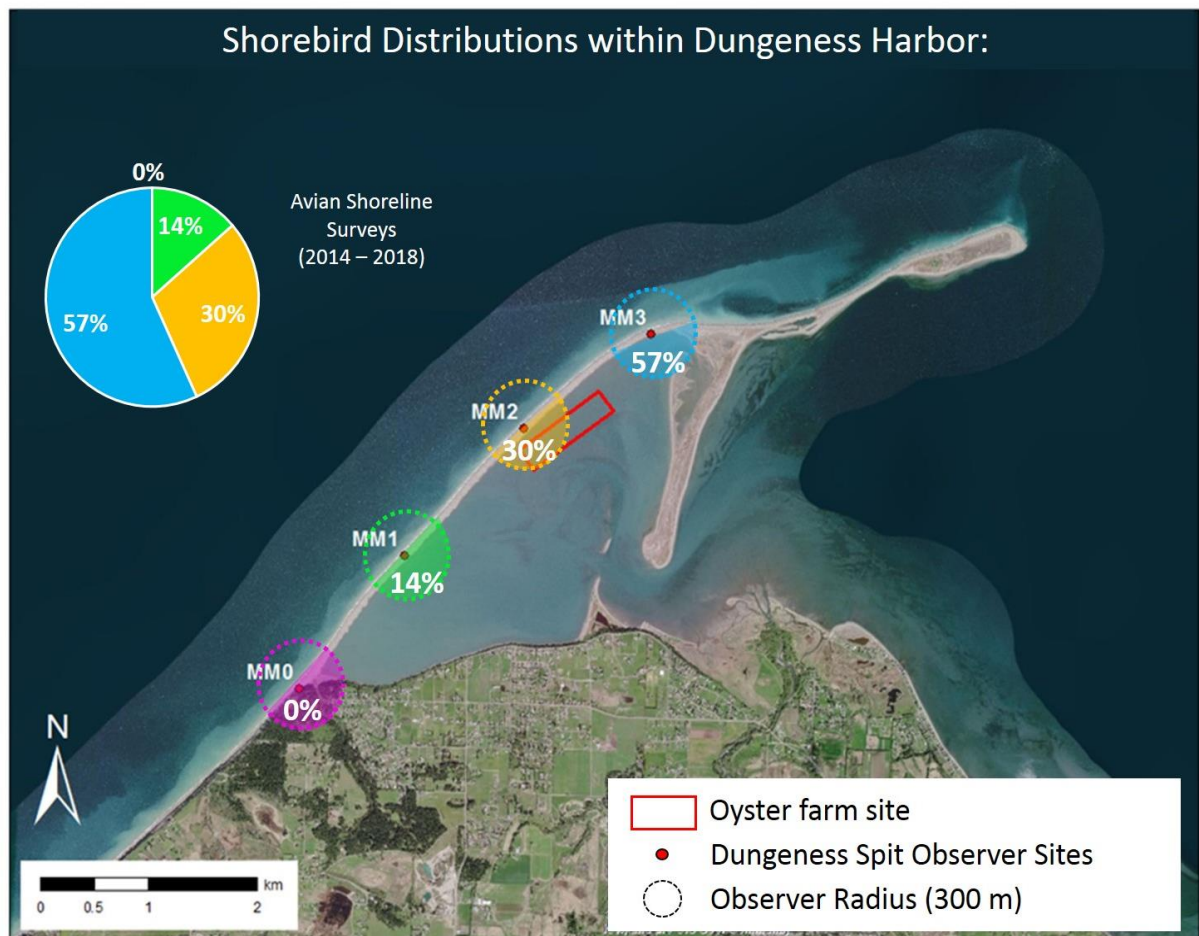 Shorebird Distributions within Dungeness Harbor:
0%
14%
30%
57%
Avian Shoreline
Surveys
(2014 – 2018)
MM3
57%
MM2
30%
MM1
14%
MM0
0%
N
km
0 0.5 1 2
Oyster farm site
Dungeness Spit Observer Sites
Observer Radius (300 m)